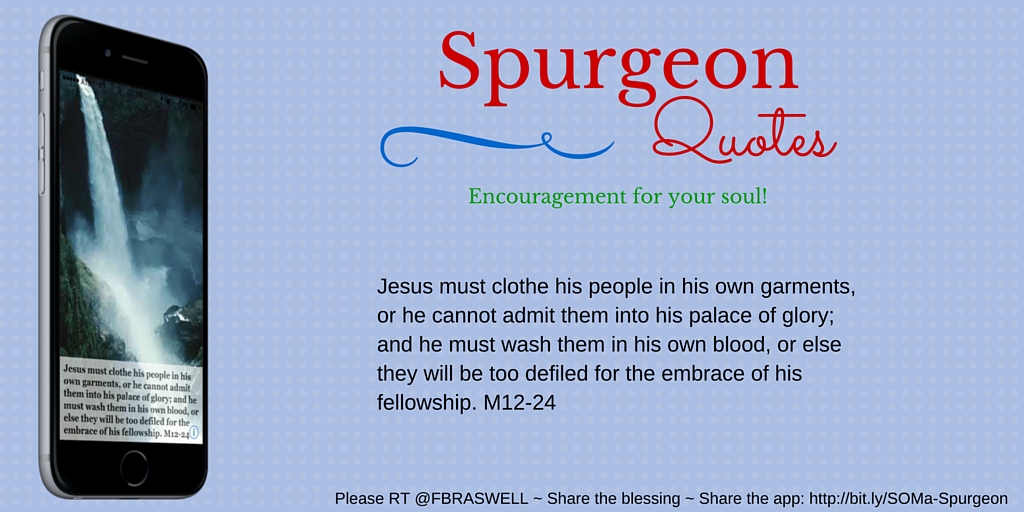 Spurgeon
Quotes
Encouragement for your soul!
Jesus must clothe his people in his own garments,
or he cannot admit them into his palace of glory;
and he must wash them in his own blood, or else
they will be too defiled for the embrace of his
fellowship. M12-24
Jesus must clothe his people in his
own garments, or he cannot admit
them into his palace of glory; and he
must wash them in his own blood, or
else they will be too defiled for the
embrace of his fellowship. M12-24
Please RT @FBRASWELL ~ Share the blessing ~ Share the app: http://bit.ly/SOMa-Spurgeon